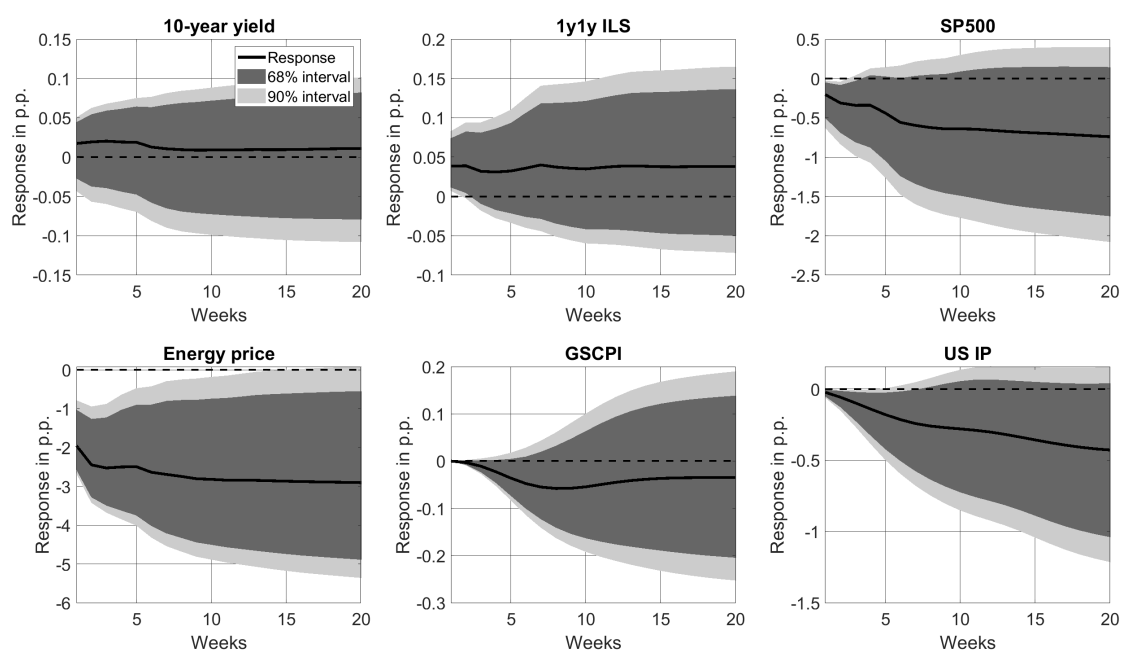 10-year yield
Response in p.p.
0.15
0.1
0.05
0
-0.05
-0.1
-0.15
Response
68% interval
90% interval
5
10
15
20
Weeks
1y1y ILS
Response in p.p.
0.2
0.15
0.1
0.05
0
-0.05
-0.1
5
10
15
20
Weeks
SP500
Response in p.p.
0.5
0
-0.5
-1
-1.5
-2
-2.5
5
10
15
20
Weeks
Energy price
Response in p.p.
0
-1
-2
-3
-4
-5
-6
5
10
15
20
Weeks
GSCPI
Response in p.p.
0.2
0.1
0
-0.1
-0.2
-0.3
5
10
15
20
Weeks
US IP
Response in p.p.
0
-0.5
-1
-1.5
5
10
15
20
Weeks